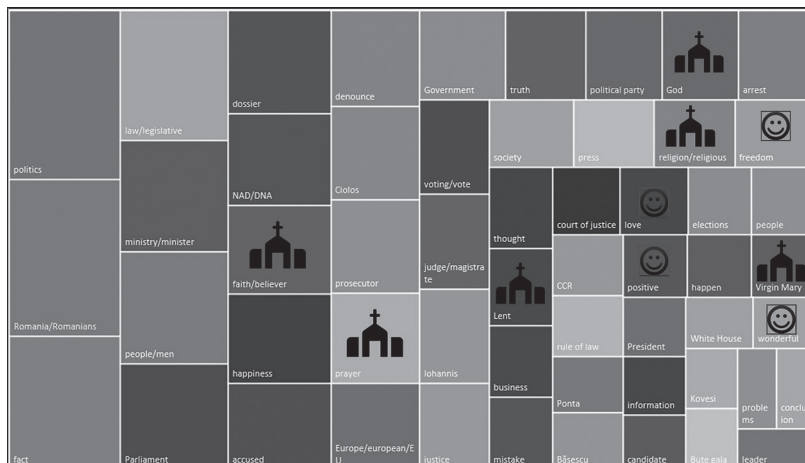 politics
Romania/Romanians
fact
law/legislative
ministry/minister
people/men
Parliament
dossier
NAD/DNA
faith/believer
happiness
accused
denounce
Ciolos
prosecutor
prayer
Europe/european/E
U
Government
voting/vote
judge/magistra
te
Iohannis
justice
truth
political party
God
arrest
society
press
religion/religious
freedom
thought
Lent
business
mistake
court of justice
love
elections
people
CCR
positive
happen
Virgin Mary
rule of law
President
White House
wonderful
Ponta
information
Kovesi
proble
ms
conclu
ion
Băsescu
candidate
Bute gala
leader